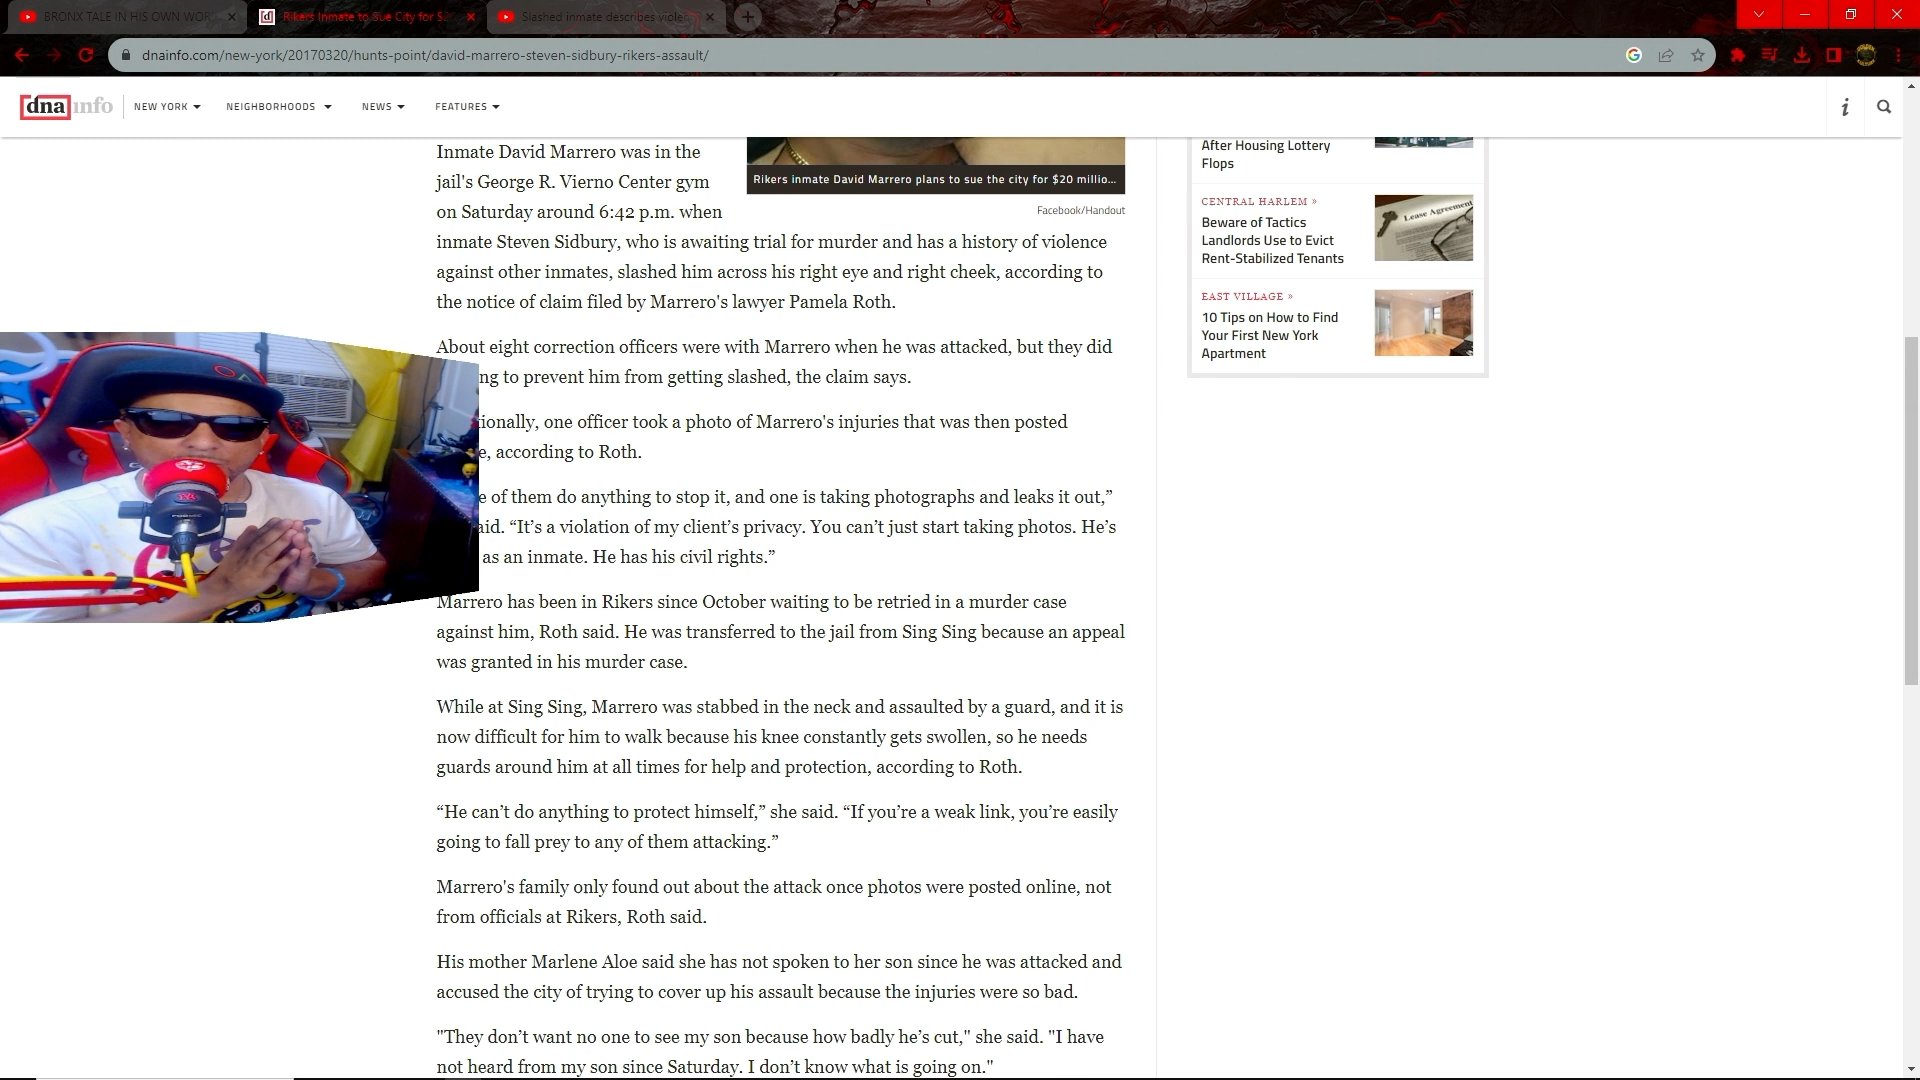 BRONX TALE IN HIS OWN WOR
Rikers Inmate to Sue City for $2
Slashed inmate describes violen
dnainfo.com/new-york/20170320/hunts-point/david-marrero-steven-sidbury-rikers-assault/
dna info
NEW YORK
NEIGHBORHOODS
NEWS
FEATURES
Inmate David Marrero was in the
jail's George R. Vierno Center gym
on Saturday around 6:42 p.m. when
inmate Steven Sidbury, who is awaiting trial for murder and has a history of violence
against other inmates, slashed him across his right eye and right cheek, according to
the notice of claim filed by Marrero's lawyer Pamela Roth.
Rikers inmate David Marrero plans to sue the city for $20 millio...
Facebook/Handout
About eight correction officers were with Marrero when he was attacked, but they did
ng to prevent him from getting slashed, the claim says.
ionally, one officer took a photo of Marrero's injuries that was then posted
e, according to Roth.
e of them do anything to stop it, and one is taking photographs and leaks it out,”
aid. “It’s a violation of my client’s privacy. You can’t just start taking photos. He’s
as an inmate. He has his civil rights.”
Marrero has been in Rikers since October waiting to be retried in a murder case
against him, Roth said. He was transferred to the jail from Sing Sing because an appeal
was granted in his murder case.
While at Sing Sing, Marrero was stabbed in the neck and assaulted by a guard, and it is
now difficult for him to walk because his knee constantly gets swollen, so he needs
guards around him at all times for help and protection, according to Roth.
“He can’t do anything to protect himself,” she said. “If you’re a weak link, you’re easily
going to fall prey to any of them attacking.”
Marrero's family only found out about the attack once photos were posted online, not
from officials at Rikers, Roth said.
His mother Marlene Aloe said she has not spoken to her son since he was attacked and
accused the city of trying to cover up his assault because the injuries were so bad.
"They don’t want no one to see my son because how badly he’s cut," she said. "I have
not heard from my son since Saturday. I don’t know what is going on."
After Housing Lottery
Flops
CENTRAL HARLEM »
Beware of Tactics
Landlords Use to Evict
Rent-Stabilized Tenants
Lease Agreement
EAST VILLAGE »
10 Tips on How to Find
Your First New York
Apartment